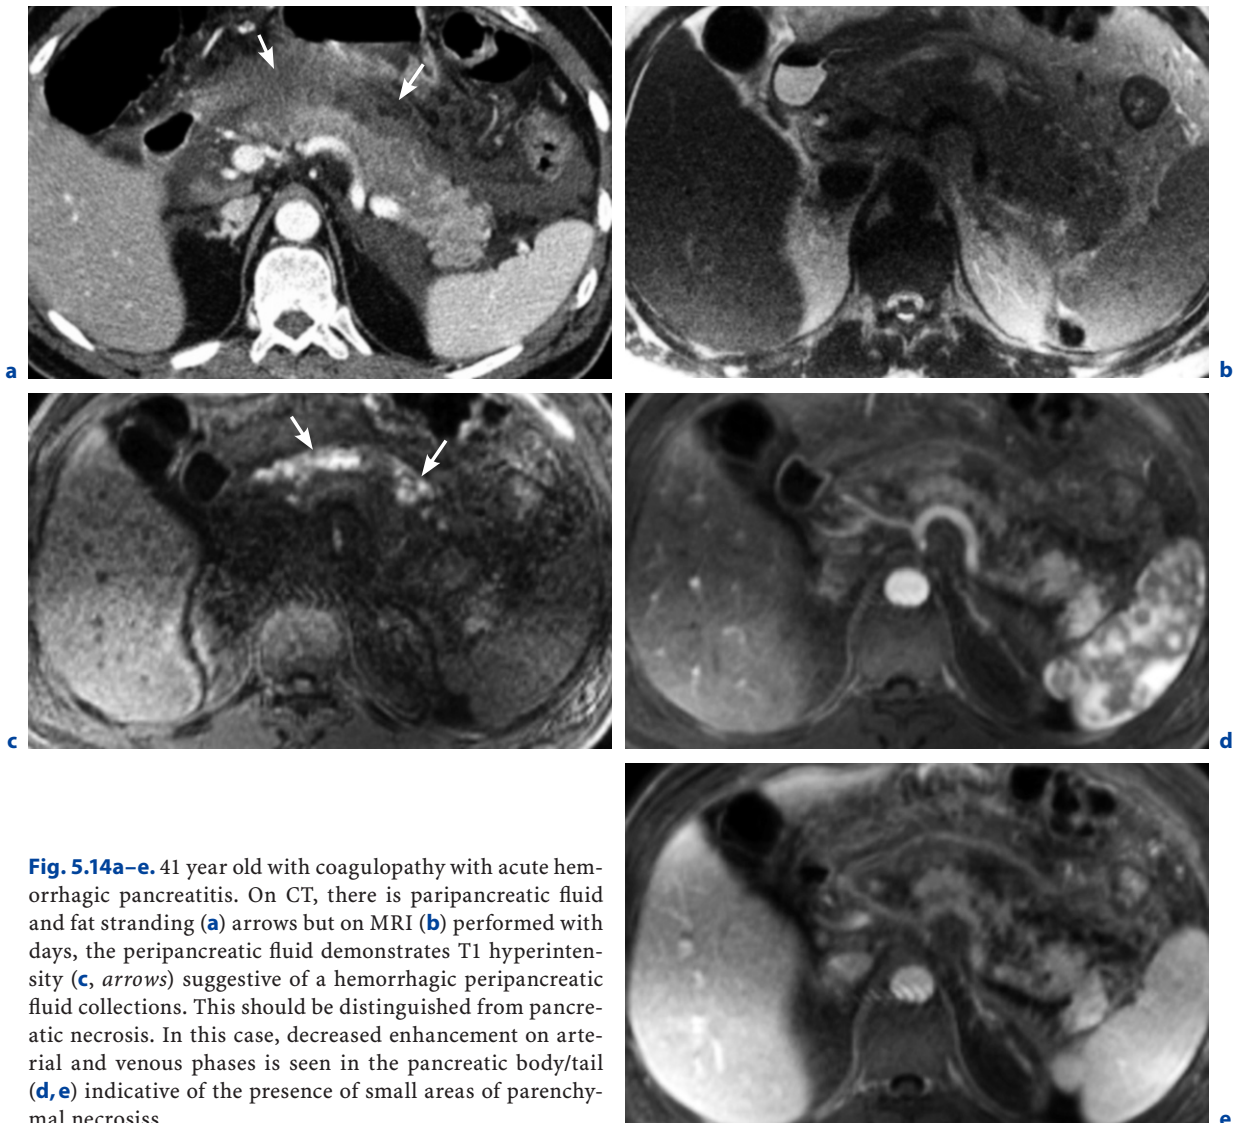 a
b
c
d
Fig. 5.14a–e. 41 year old with coagulopathy with acute hem-
orrhagic pancreatitis. On CT, there is paripancreatic fluid
and fat stranding (a) arrows but on MRI (b) performed with
days, the peripancreatic fluid demonstrates T1 hyperinten-
sity (c, arrows) suggestive of a hemorrhagic peripancreatic
fluid collections. This should be distinguished from pancre-
atic necrosis. In this case, decreased enhancement on arte-
rial and venous phases is seen in the pancreatic body/tail
(d, e) indicative of the presence of small areas of parenchy-
mal necrosiss
e